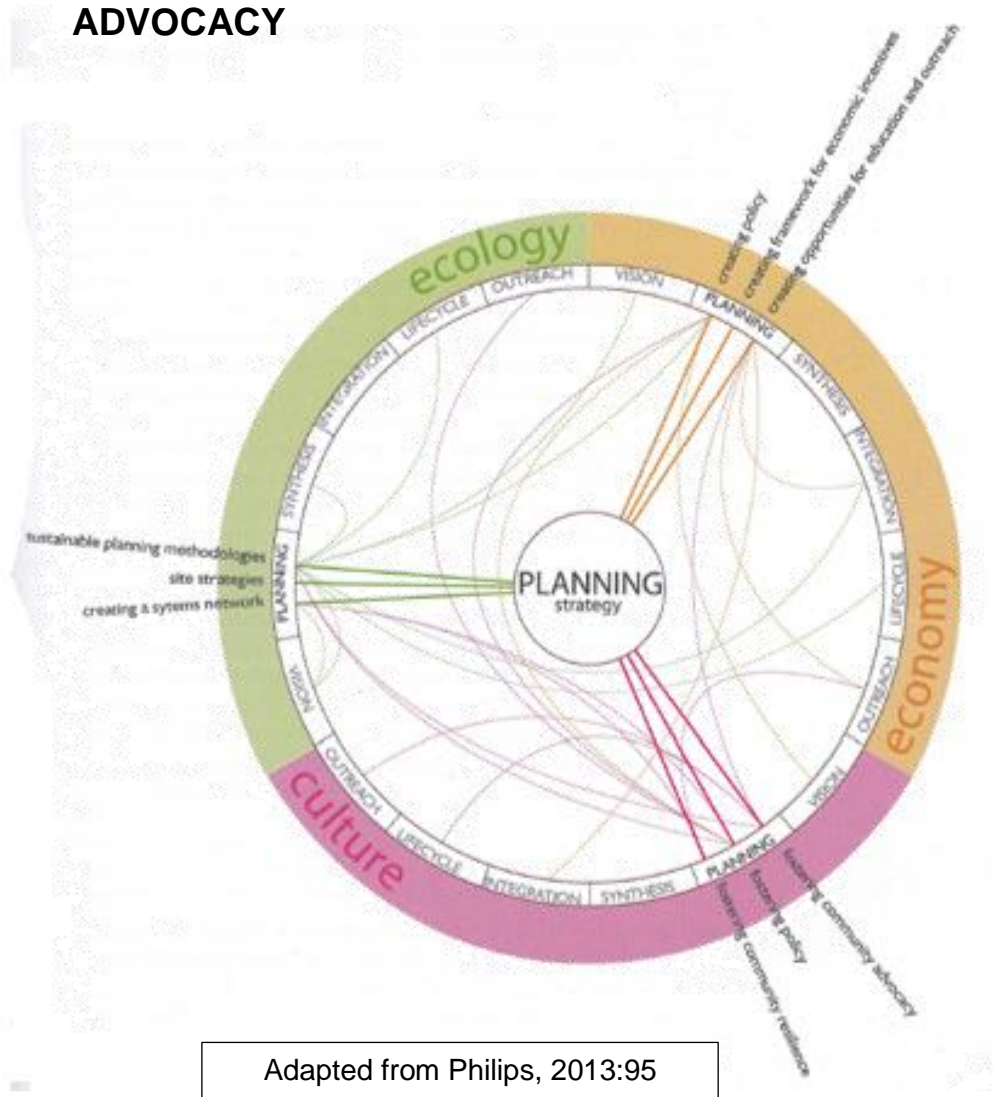 ADVOCACY
creating policy
creating framework for economic incentives
creating opportunities for education and outreach
ecology
economy
culture
VISION
PLANNING
SYNTHESIS
INTEGRATION
LIFECYCLE
OUTREACH
VISION
PLANNING
SYNTHESIS
INTEGRATION
LIFECYCLE
OUTREACH
VISION
PLANNING
SYNTHESIS
INTEGRATION
LIFECYCLE
OUTREACH
sustainable planning methodologies
site strategies
creating a sytems network
PLANNING
strategy
fostering community advocacy
fostering policy
fostering community resilience
Adapted from Philips, 2013:95